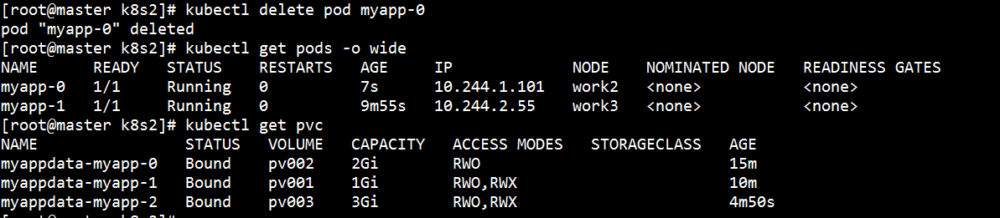 [root@master k8s2]# kubectl delete pod myapp-0
pod "myapp-0" deleted
[root@master k8s2]# kubectl get pods -o wide
NAME      READY   STATUS    RESTARTS   AGE     IP             NODE    NOMINATED NODE   READINESS GATES
myapp-0   1/1     Running   0          7s      10.244.1.101   work2   <none>           <none>
myapp-1   1/1     Running   0          9m55s   10.244.2.55    work3   <none>           <none>
[root@master k8s2]# kubectl get pvc
NAME                STATUS   VOLUME   CAPACITY   ACCESS MODES   STORAGECLASS   AGE
myappdata-myapp-0   Bound    pv002    2Gi        RWO                           15m
myappdata-myapp-1   Bound    pv001    1Gi        RWO,RWX                       10m
myappdata-myapp-2   Bound    pv003    3Gi        RWO,RWX                       4m50s
[root@master k8s2]#